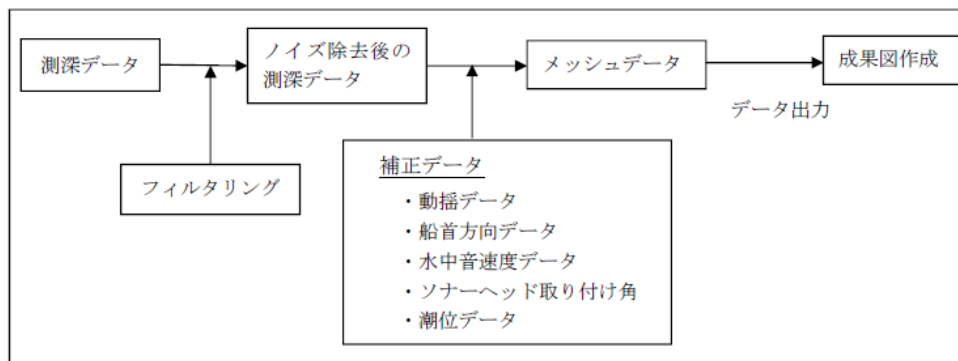 測深データ
ノイズ除去後の
測深データ
メッシュデータ
成果図作成
データ出力
フィルタリング
補正データ
・動揺データ
・船首方向データ
・水中音速度データ
・ソナーヘッド取り付け角
・潮位データ